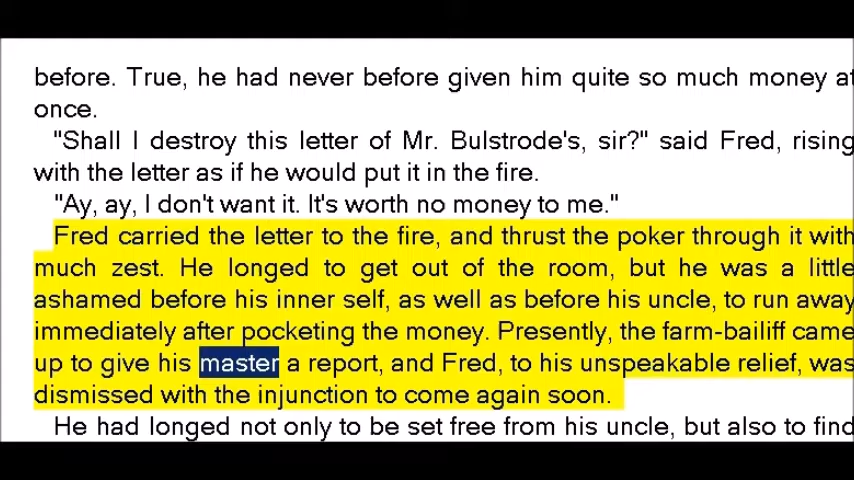 before. True, he had never before given him quite so much money at
once.
"Shall I destroy this letter of Mr. Bulstrode's, sir?" said Fred, rising
with the letter as if he would put it in the fire.
"Ay, ay, I don't want it. It's worth no money to me."
Fred carried the letter to the fire, and thrust the poker through it with
much zest. He longed to get out of the room, but he was a little
ashamed before his inner self, as well as before his uncle, to run away
immediately after pocketing the money. Presently, the farm-bailiff came
up to give his master a report, and Fred, to his unspeakable relief, was
dismissed with the injunction to come again soon.
He had longed not only to be set free from his uncle, but also to find